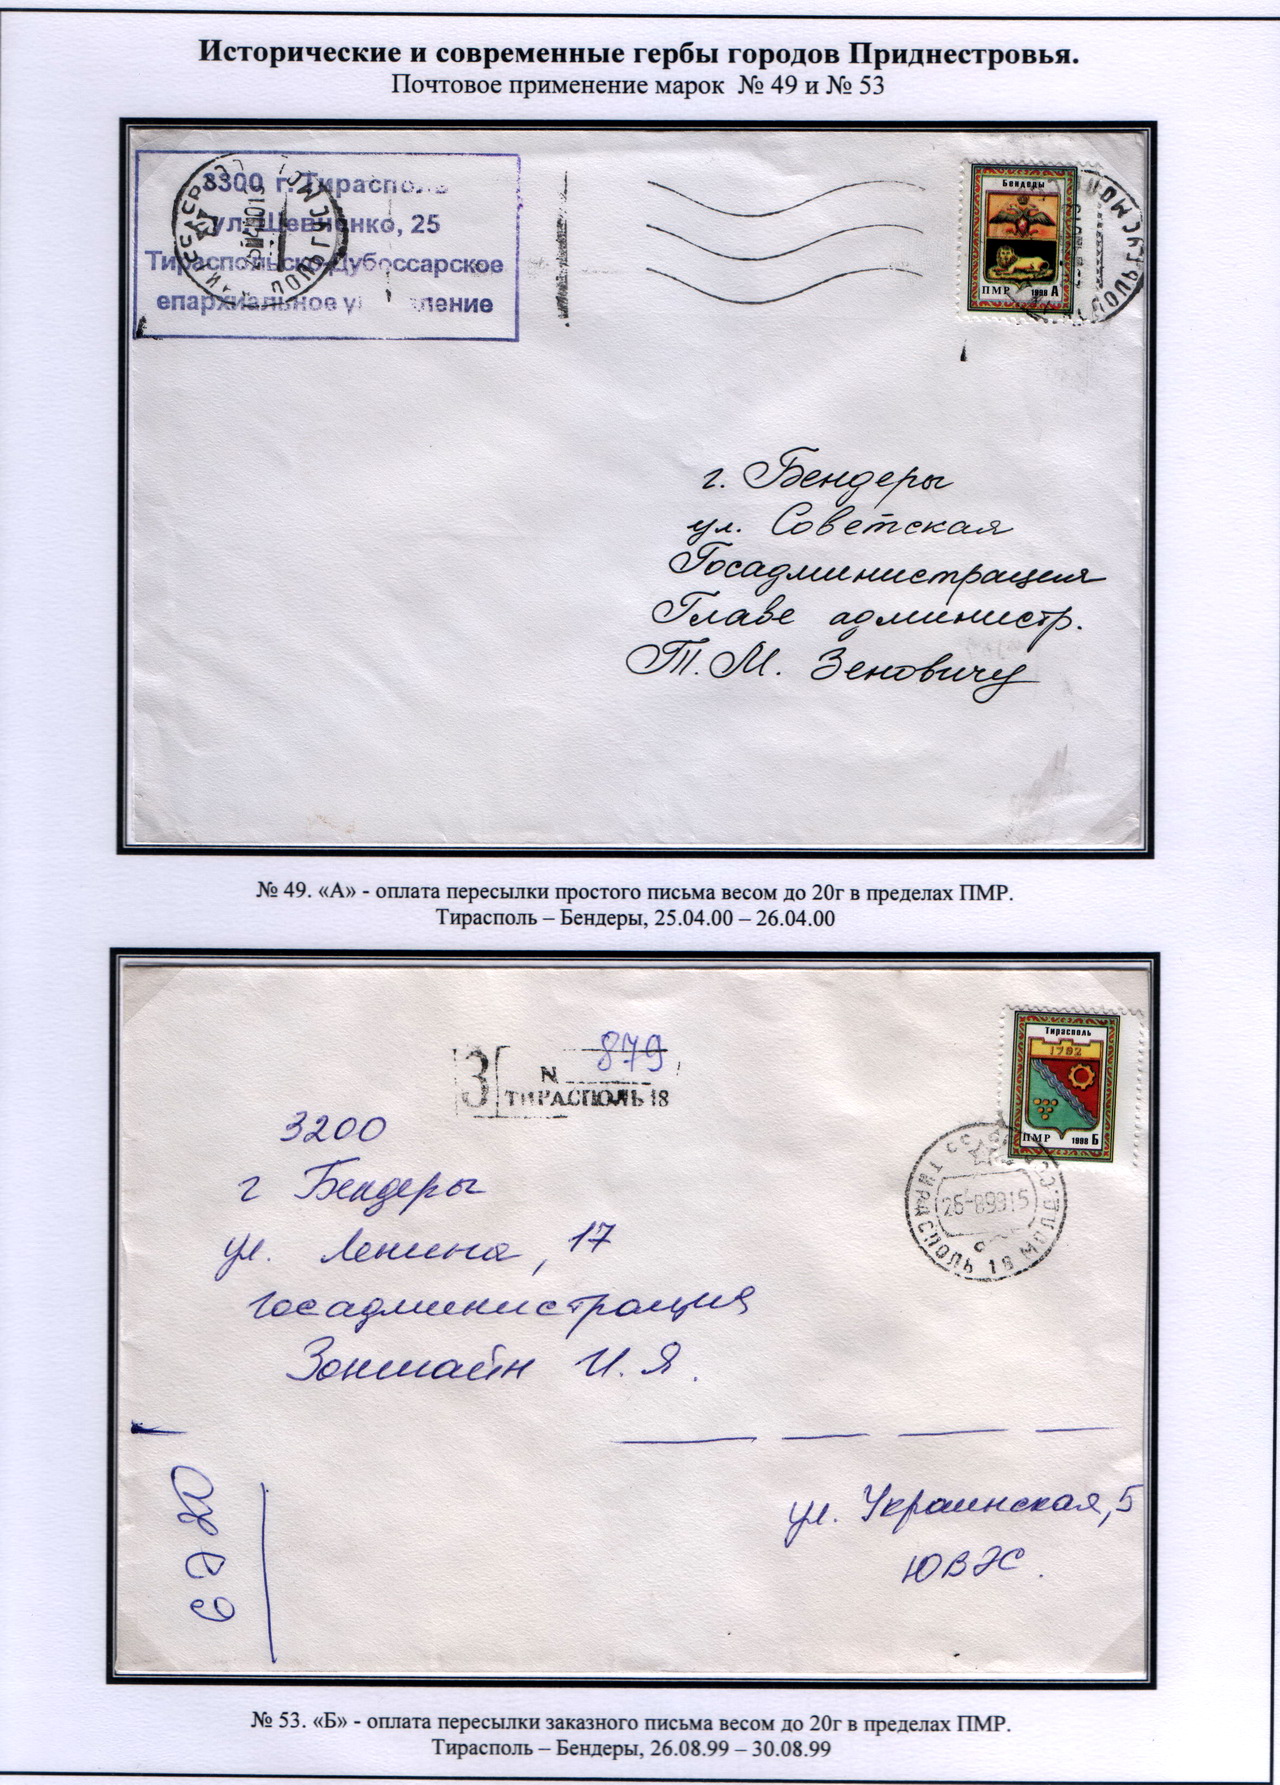 Исторические и современные гербы городов Приднестровья.
Почтовое применение марок № 49 и № 53
3300 г. Тирасполь
ул. Шевченко, 25
Тираспольско-Дубоссарское
епархиальное управление
Бендеры
ПМР 1998 А
г. Бендеры
ул. Советская
Госадминистрация
Главе администр.
Т. М. Зеновичу
№ 49. «А» - оплата пересылки простого письма весом до 20г в пределах ПМР.
Тирасполь – Бендеры, 25.04.00 – 26.04.00
Тирасполь
1792
ПМР 1998 Б
З N 879
ТИРАСПОЛЬ 18
ТИРАСПОЛЬ 18
3200
г Бендеры
ул. Ленина, 17
госадминистрация
Зоншайн И. Я.
ул. Украинская, 5
ЮВЭС.
№ 53. «Б» - оплата пересылки заказного письма весом до 20г в пределах ПМР.
Тирасполь – Бендеры, 26.08.99 – 30.08.99